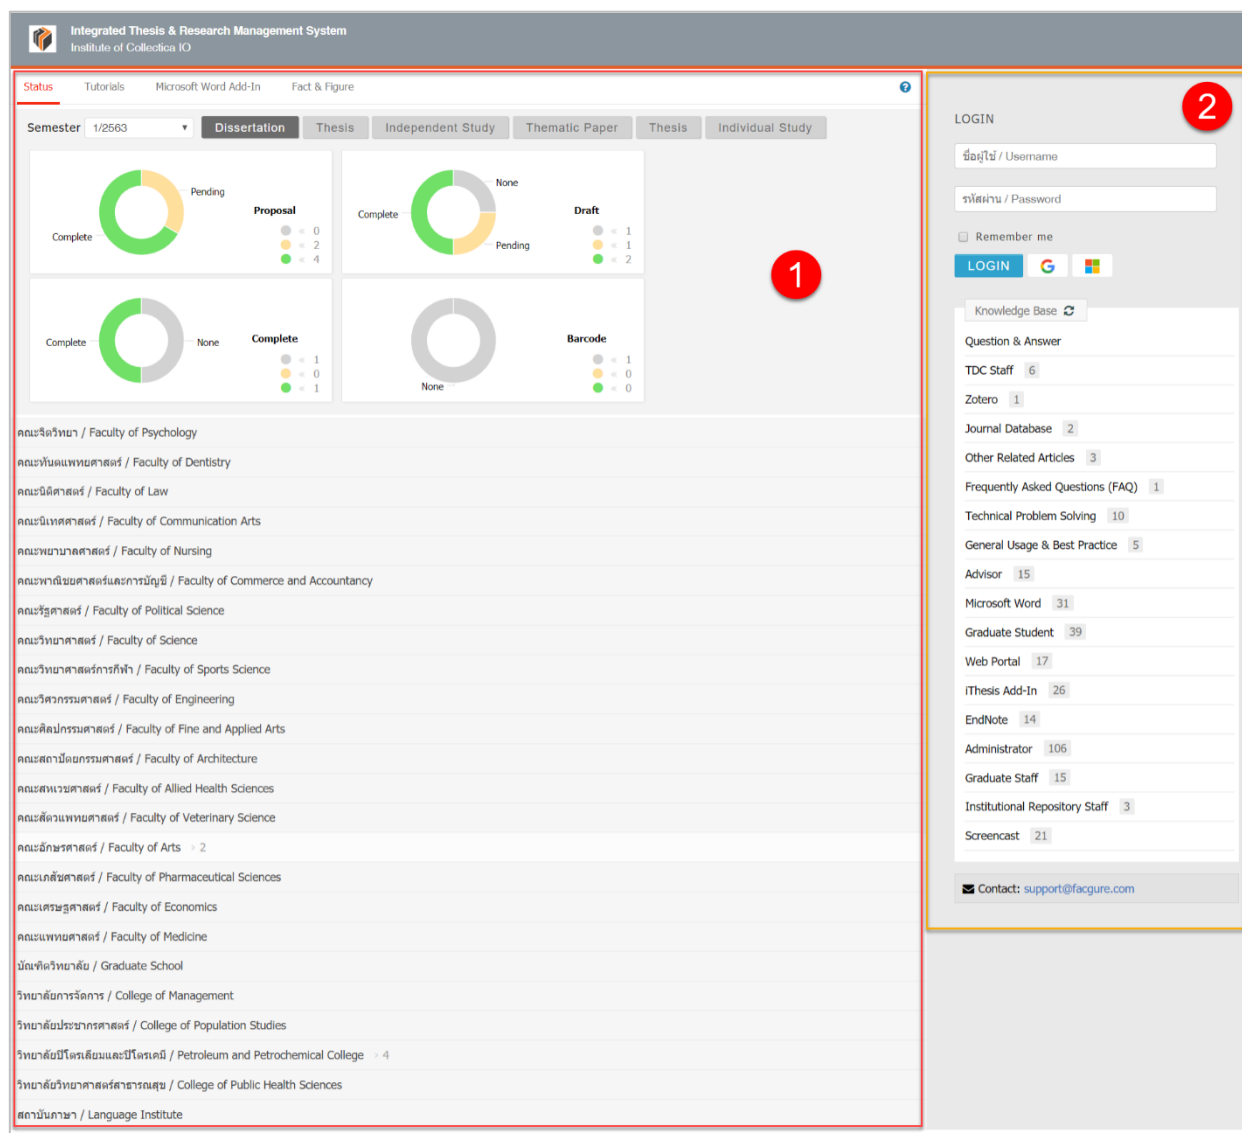 Integrated Thesis & Research Management System
Institute of Collectica IO
Status Tutorials Microsoft Word Add-In Fact & Figure
Semester 1/2563 Dissertation Thesis Independent Study Thematic Paper Thesis Individual Study
Pending
Complete
Proposal
« 0
« 2
« 4
None
Complete
Pending
Draft
« 1
« 1
« 2
Complete
None
Complete
« 1
« 0
« 1
None
Barcode
« 1
« 0
« 0
1
คณะจิตวิทยา / Faculty of Psychology
คณะทันตแพทยศาสตร์ / Faculty of Dentistry
คณะนิติศาสตร์ / Faculty of Law
คณะนิเทศศาสตร์ / Faculty of Communication Arts
คณะพยาบาลศาสตร์ / Faculty of Nursing
คณะพาณิชยศาสตร์และการบัญชี / Faculty of Commerce and Accountancy
คณะรัฐศาสตร์ / Faculty of Political Science
คณะวิทยาศาสตร์ / Faculty of Science
คณะวิทยาศาสตร์การกีฬา / Faculty of Sports Science
คณะวิศวกรรมศาสตร์ / Faculty of Engineering
คณะศิลปกรรมศาสตร์ / Faculty of Fine and Applied Arts
คณะสถาปัตยกรรมศาสตร์ / Faculty of Architecture
คณะสหเวชศาสตร์ / Faculty of Allied Health Sciences
คณะสัตวแพทยศาสตร์ / Faculty of Veterinary Science
คณะอักษรศาสตร์ / Faculty of Arts › 2
คณะเภสัชศาสตร์ / Faculty of Pharmaceutical Sciences
คณะเศรษฐศาสตร์ / Faculty of Economics
คณะแพทยศาสตร์ / Faculty of Medicine
บัณฑิตวิทยาลัย / Graduate School
วิทยาลัยการจัดการ / College of Management
วิทยาลัยประชากรศาสตร์ / College of Population Studies
วิทยาลัยปิโตรเลียมและปิโตรเคมี / Petroleum and Petrochemical College › 4
วิทยาลัยวิทยาศาสตร์สาธารณสุข / College of Public Health Sciences
สถาบันภาษา / Language Institute
2
LOGIN
ชื่อผู้ใช้ / Username
รหัสผ่าน / Password
Remember me
LOGIN
Knowledge Base
Question & Answer
TDC Staff 6
Zotero 1
Journal Database 2
Other Related Articles 3
Frequently Asked Questions (FAQ) 1
Technical Problem Solving 10
General Usage & Best Practice 5
Advisor 15
Microsoft Word 31
Graduate Student 39
Web Portal 17
iThesis Add-In 26
EndNote 14
Administrator 106
Graduate Staff 15
Institutional Repository Staff 3
Screencast 21
Contact: support@facgure.com